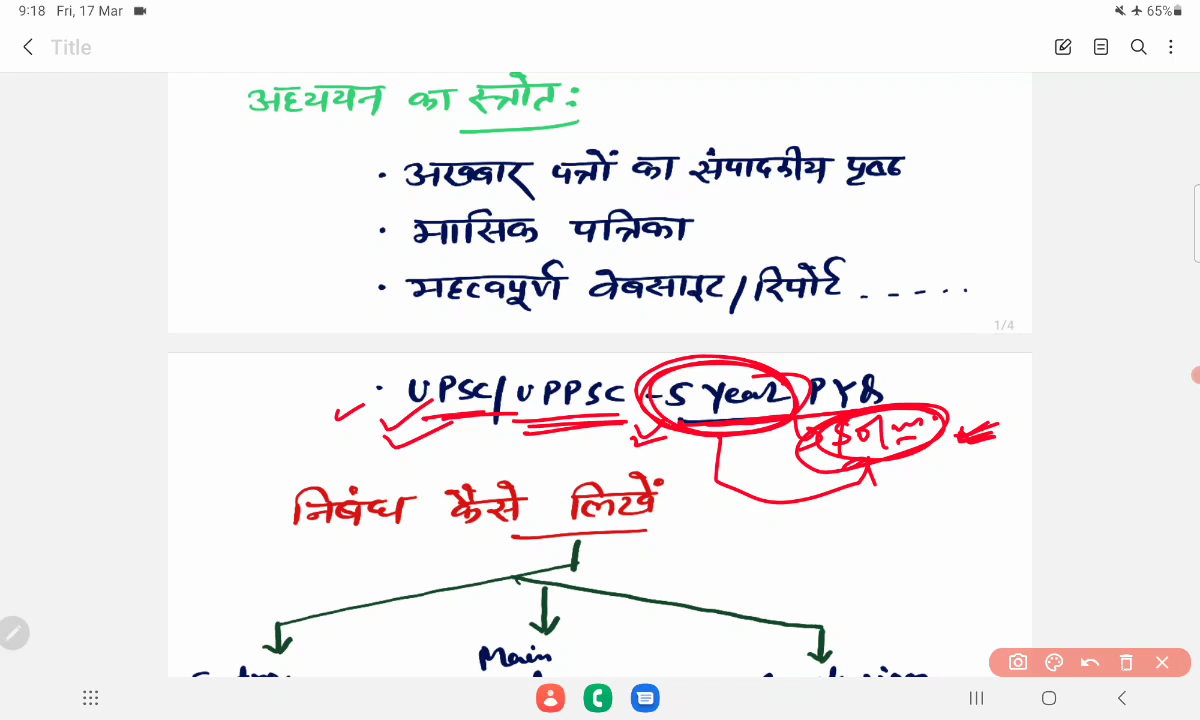 9:18 Fri, 17 Mar 65%
Title
अध्ययन का स्त्रोत :
· अख्बार पत्रों का संपादकीय पृष्ठ
· मासिक पत्रिका
· महत्वपूर्ण वेबसाइट/रिपोर्ट . - - - ...
1/4
· UPSC/UPPSC - 5 Year PYQ
निबंध कैसे लिखें
Main